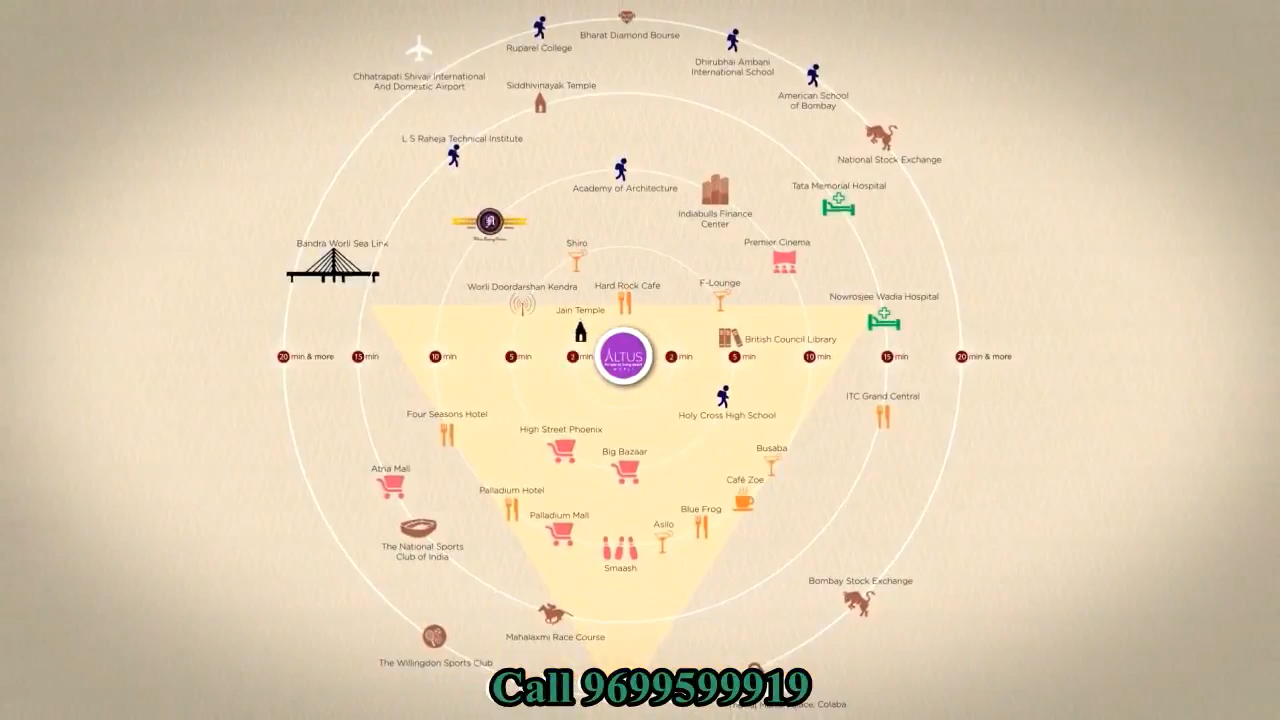 Bharat Diamond Bourse
Ruparel College
Dhirubhai Ambani
International School
Chhatrapati Shivaji International
And Domestic Airport
Siddhivinayak Temple
American School
of Bombay
L S Raheja Technical Institute
National Stock Exchange
Academy of Architecture
Tata Memorial Hospital
Indiabulls Finance
Center
Bandra Worli Sea Link
Shiro
Premier Cinema
Worli Doordarshan Kendra
Hard Rock Cafe
F-Lounge
Nowrosjee Wadia Hospital
Jain Temple
British Council Library
20 min & more
15 min
10 min
5 min
2 min
ALTUS
WORLI
2 min
5 min
10 min
15 min
20 min & more
ITC Grand Central
Four Seasons Hotel
Holy Cross High School
High Street Phoenix
Big Bazaar
Busaba
Atria Mall
Café Zoe
Palladium Hotel
Palladium Mall
Blue Frog
Asilo
The National Sports
Club of India
Smaash
Bombay Stock Exchange
Mahalaxmi Race Course
The Willingdon Sports Club
Call 9699599919
Colaba